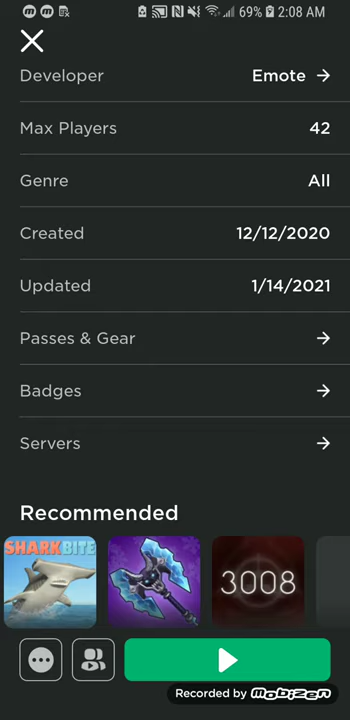 69% 2:08 AM
Developer Emote →
Max Players 42
Genre All
Created 12/12/2020
Updated 1/14/2021
Passes & Gear →
Badges →
Servers →
Recommended
SHARKBITE
3008
Recorded by mobizen